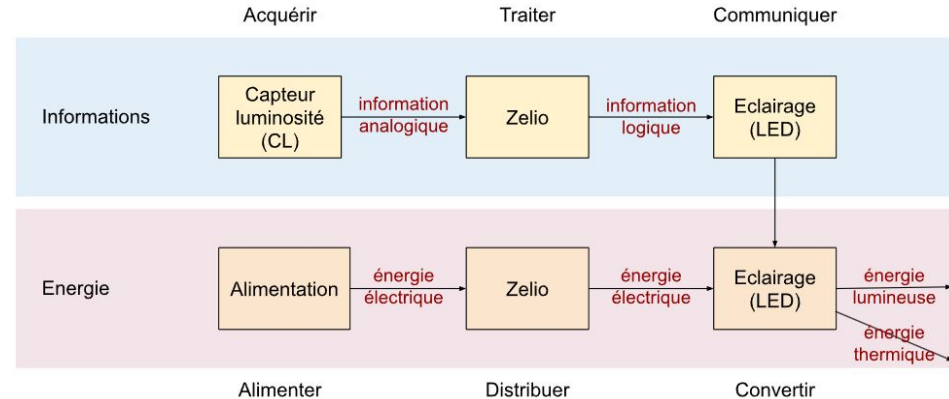 Acquérir
Traiter
Communiquer
Informations
Capteur
luminosité
(CL)
information
analogique
Zelio
information
logique
Eclairage
(LED)
Energie
Alimentation
énergie
électrique
Zelio
énergie
électrique
Eclairage
(LED)
énergie
lumineuse
énergie
thermique
Alimenter
Distribuer
Convertir